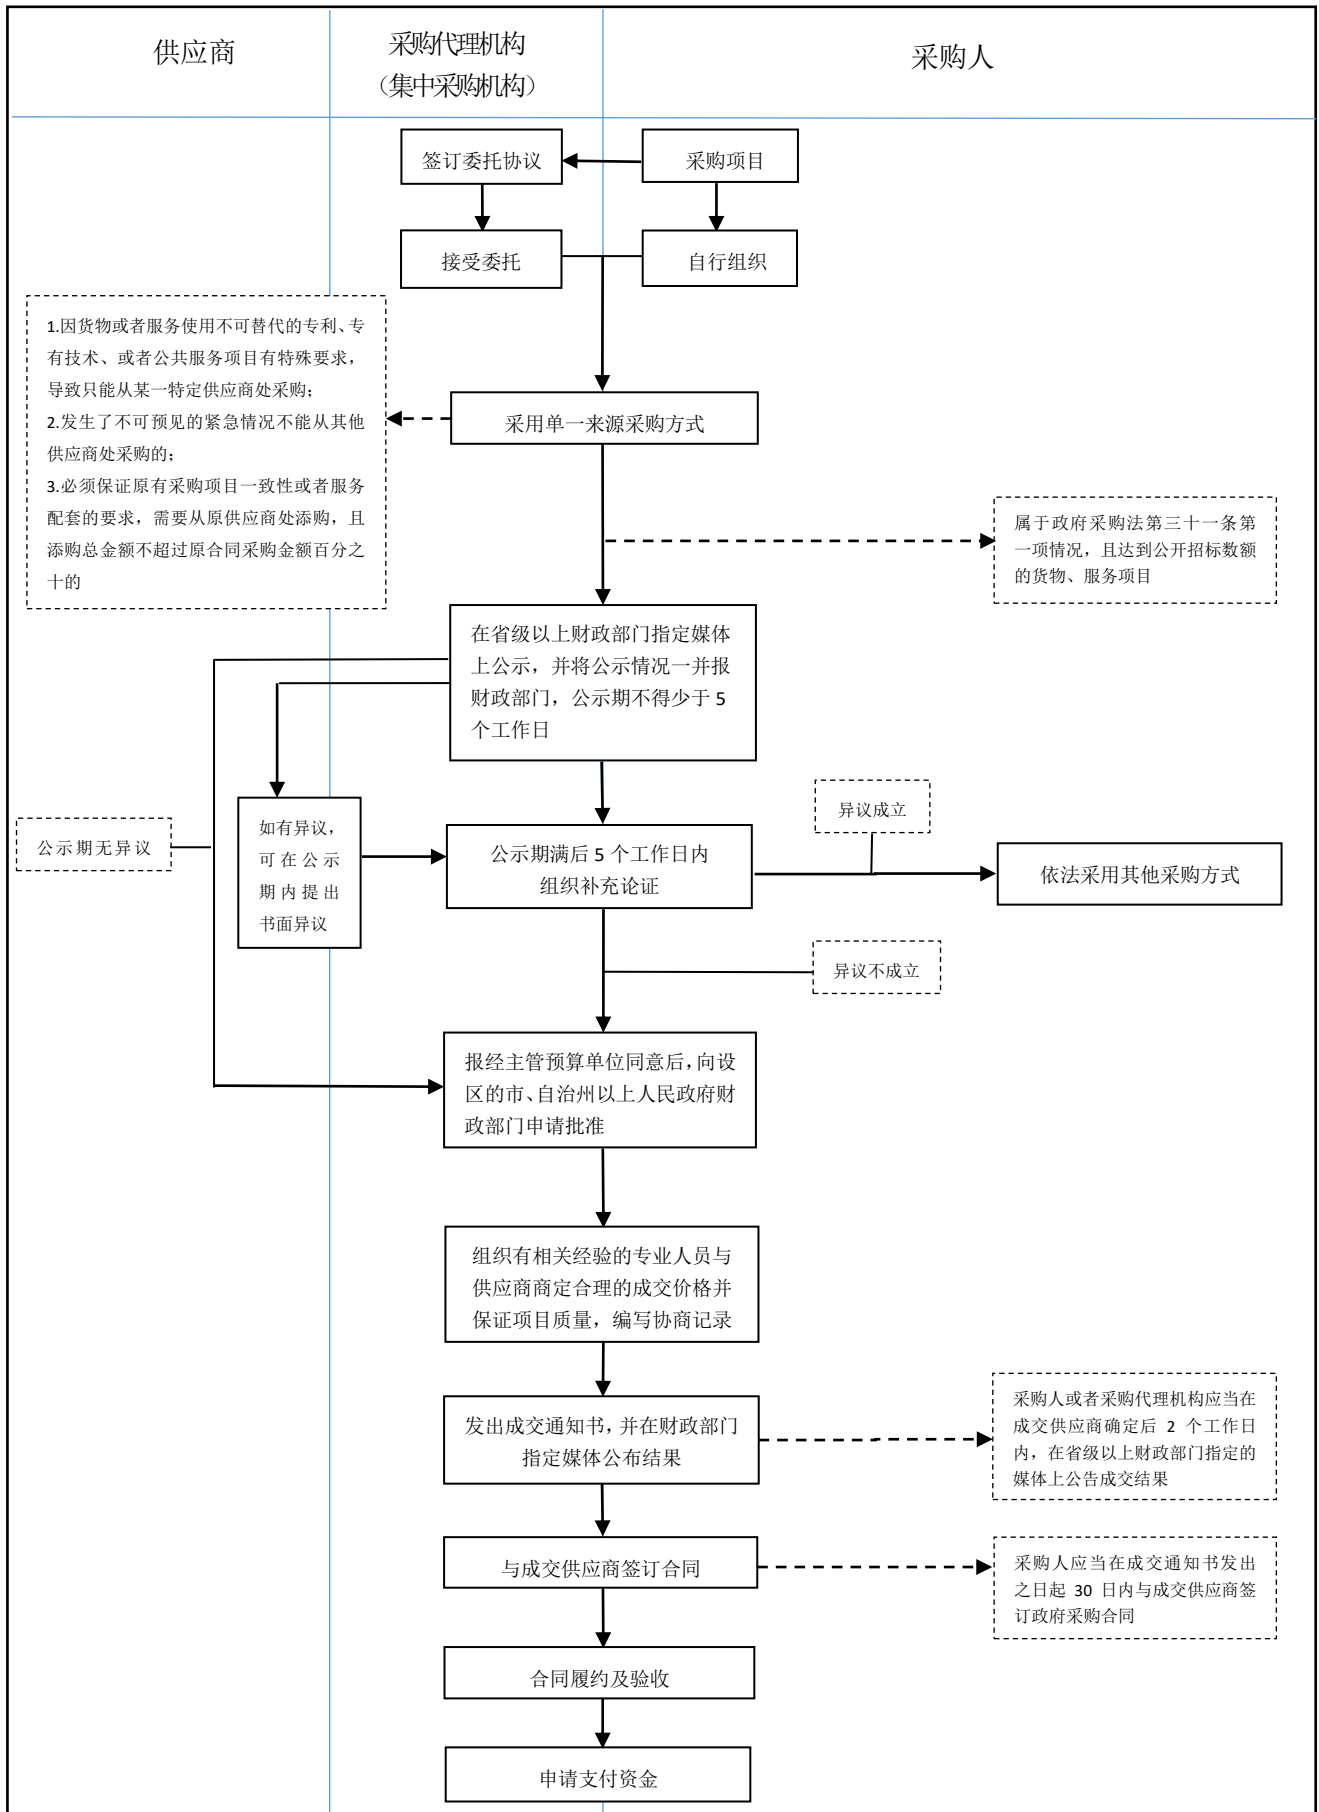 供应商
采购代理机构
（集中采购机构）
采购人
签订委托协议
采购项目
接受委托
自行组织
1.因货物或者服务使用不可替代的专利、专
有技术、或者公共服务项目有特殊要求，
导致只能从某一特定供应商处采购；
2.发生了不可预见的紧急情况不能从其他
供应商处采购的；
3.必须保证原有采购项目一致性或者服务
配套的要求，需要从原供应商处添购，且
添购总金额不超过原合同采购金额百分之
十的
采用单一来源采购方式
属于政府采购法第三十一条第
一项情况，且达到公开招标数额
的货物、服务项目
在省级以上财政部门指定媒体
上公示，并将公示情况一并报
财政部门，公示期不得少于 5
个工作日
公示期无异议
如有异议，
可在公示
期内提出
书面异议
公示期满后 5 个工作日内
组织补充论证
异议成立
依法采用其他采购方式
异议不成立
报经主管预算单位同意后，向设
区的市、自治州以上人民政府财
政部门申请批准
组织有相关经验的专业人员与
供应商商定合理的成交价格并
保证项目质量，编写协商记录
发出成交通知书，并在财政部门
指定媒体公布结果
采购人或者采购代理机构应当在
成交供应商确定后 2 个工作日
内，在省级以上财政部门指定的
媒体上公告成交结果
与成交供应商签订合同
采购人应当在成交通知书发出
之日起 30 日内与成交供应商签
订政府采购合同
合同履约及验收
申请支付资金